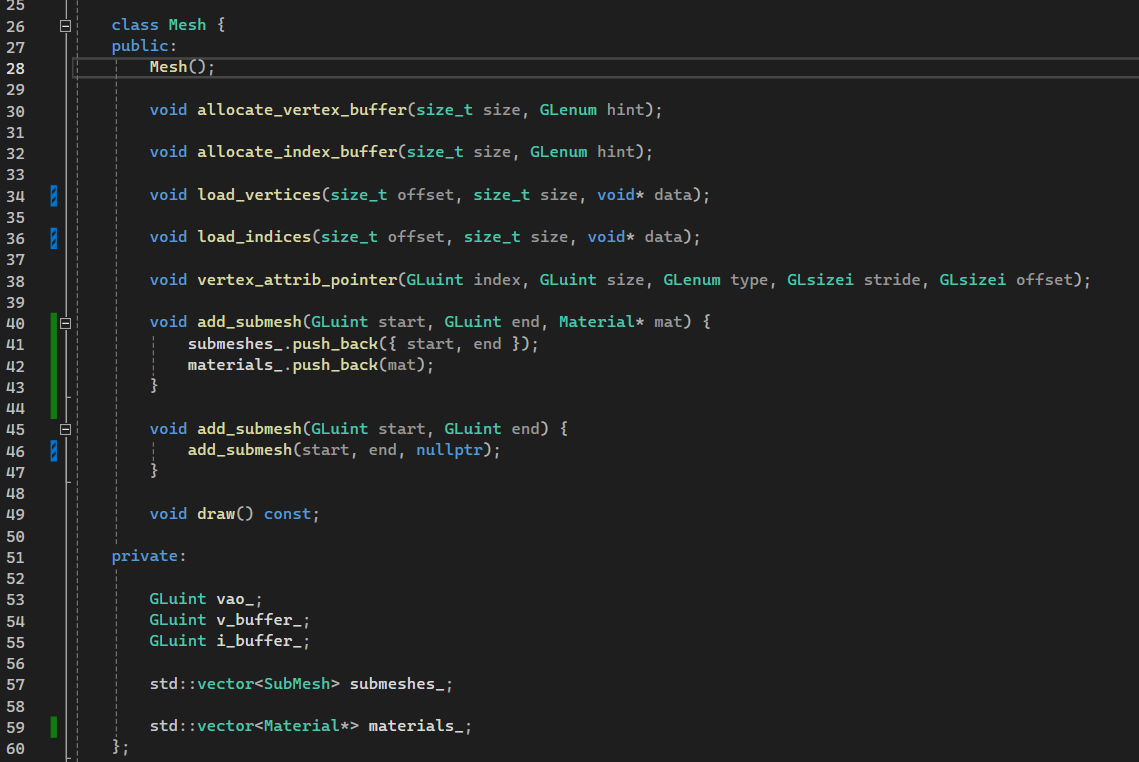 25
26 class Mesh {
27 public:
28     Mesh();
29
30     void allocate_vertex_buffer(size_t size, GLenum hint);
31
32     void allocate_index_buffer(size_t size, GLenum hint);
33
34     void load_vertices(size_t offset, size_t size, void* data);
35
36     void load_indices(size_t offset, size_t size, void* data);
37
38     void vertex_attrib_pointer(GLuint index, GLuint size, GLenum type, GLsizei stride, GLsizei offset);
39
40     void add_submesh(GLuint start, GLuint end, Material* mat) {
41         submeshes_.push_back({ start, end });
42         materials_.push_back(mat);
43     }
44
45     void add_submesh(GLuint start, GLuint end) {
46         add_submesh(start, end, nullptr);
47     }
48
49     void draw() const;
50
51 private:
52
53     GLuint vao_;
54     GLuint v_buffer_;
55     GLuint i_buffer_;
56
57     std::vector<SubMesh> submeshes_;
58
59     std::vector<Material*> materials_;
60 };